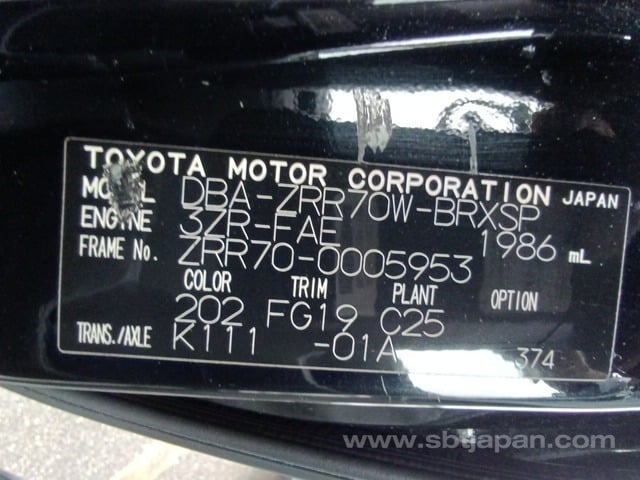 TOYOTA MOTOR CORPORATION JAPAN
MODEL DBA-ZRR70W-BRXSP
ENGINE 3ZR-FAE 1986 mL
FRAME No. ZRR70-0005953
COLOR TRIM PLANT OPTION
202 FG19 C25
TRANS./AXLE K111 -01A 374
www.sbtjapan.com